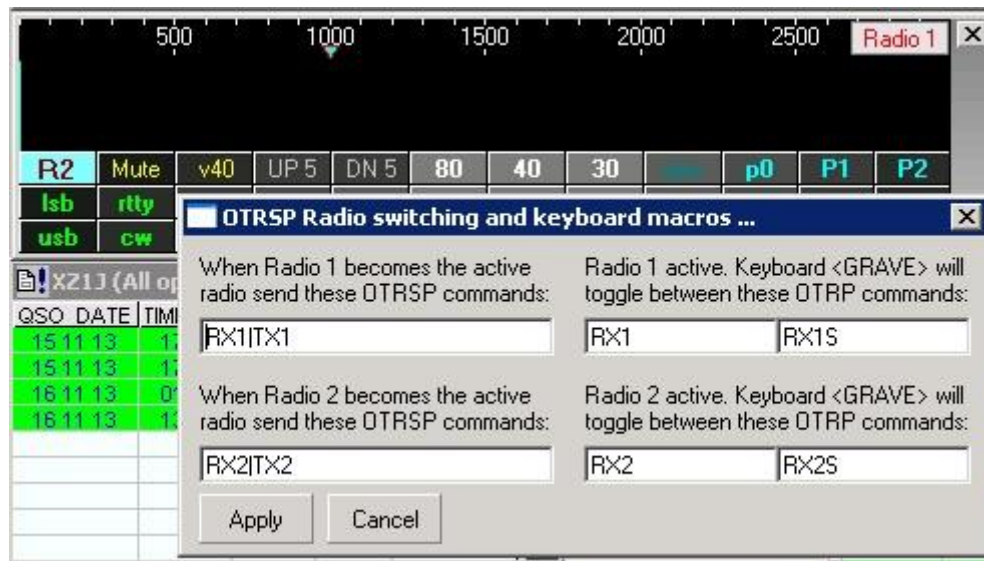 500 1000 1500 2000 2500 Radio 1
R2 Mute v40 UP 5 DN 5 80 40 30 p0 P1 P2
lsb rtty
usb cw
OTRSP Radio switching and keyboard macros ...
XZ1J (All
QSO_DATE
15 11 13
15 11 13
16 11 13
16 11 13
When Radio 1 becomes the active
radio send these OTRSP commands:
RX1|TX1
Radio 1 active. Keyboard <GRAVE> will
toggle between these OTRP commands:
RX1 RX1S
When Radio 2 becomes the active
radio send these OTRSP commands:
RX2|TX2
Radio 2 active. Keyboard <GRAVE> will
toggle between these OTRP commands:
RX2 RX2S
Apply Cancel